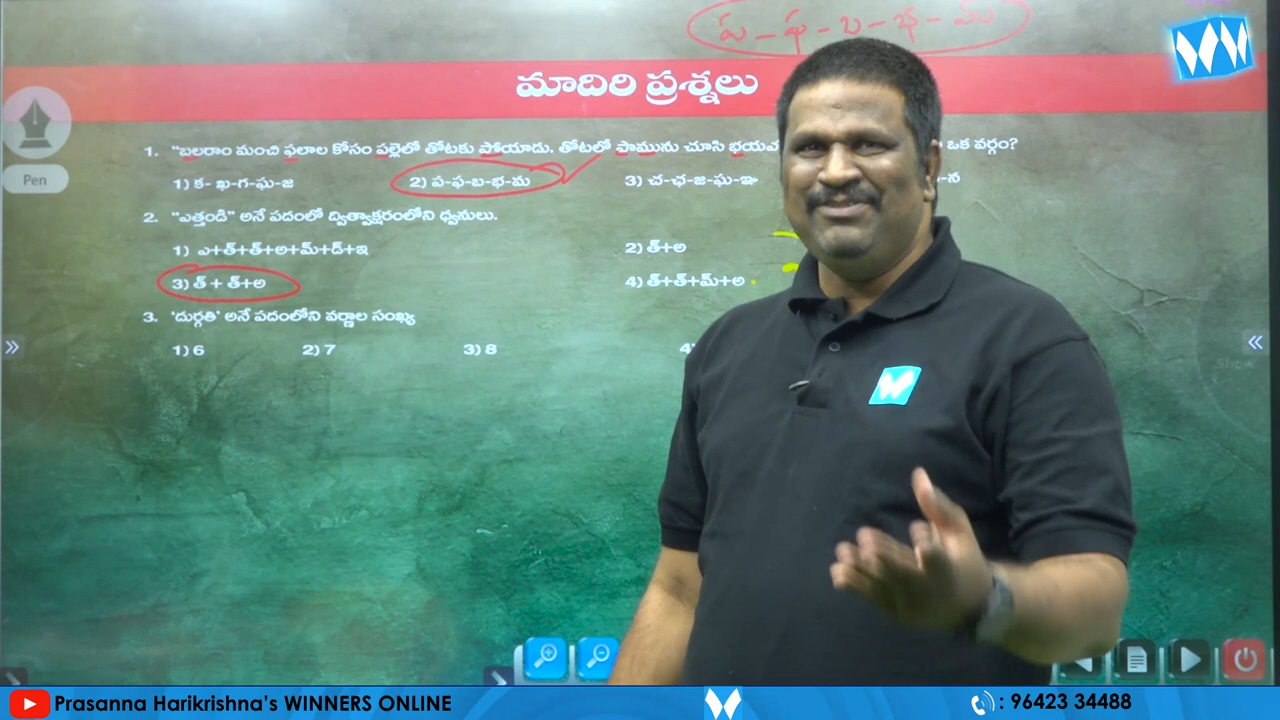 ప - ఫ - బ - భ - మ
మాదిరి ప్రశ్నలు
Pen
1. "బలరాం మంచి ఫలాల కోసం పల్లెలో తోటకు పోయాడు. తోటలో పామును చూసి ఒక వర్గం?
1) క- ఖ-గ-ఘ-జ 2) ప-ఫ-బ-భ-మ 3) చ-ఛ-జ-ఘ-ఞ -న
2. "ఎత్తండి" అనే పదంలో ద్విత్వాక్షరంలోని ధ్వనులు.
1) ఎ+త్+త్+అ+మ్+డ్+ఇ 2) త్+అ
3) త్ + త్+అ 4) త్+త్+మ్+అ
3. 'దుర్గతి' అనే పదంలోని వర్ణాల సంఖ్య
1) 6 2) 7 3) 8
Prasanna Harikrishna's WINNERS ONLINE : 96423 34488